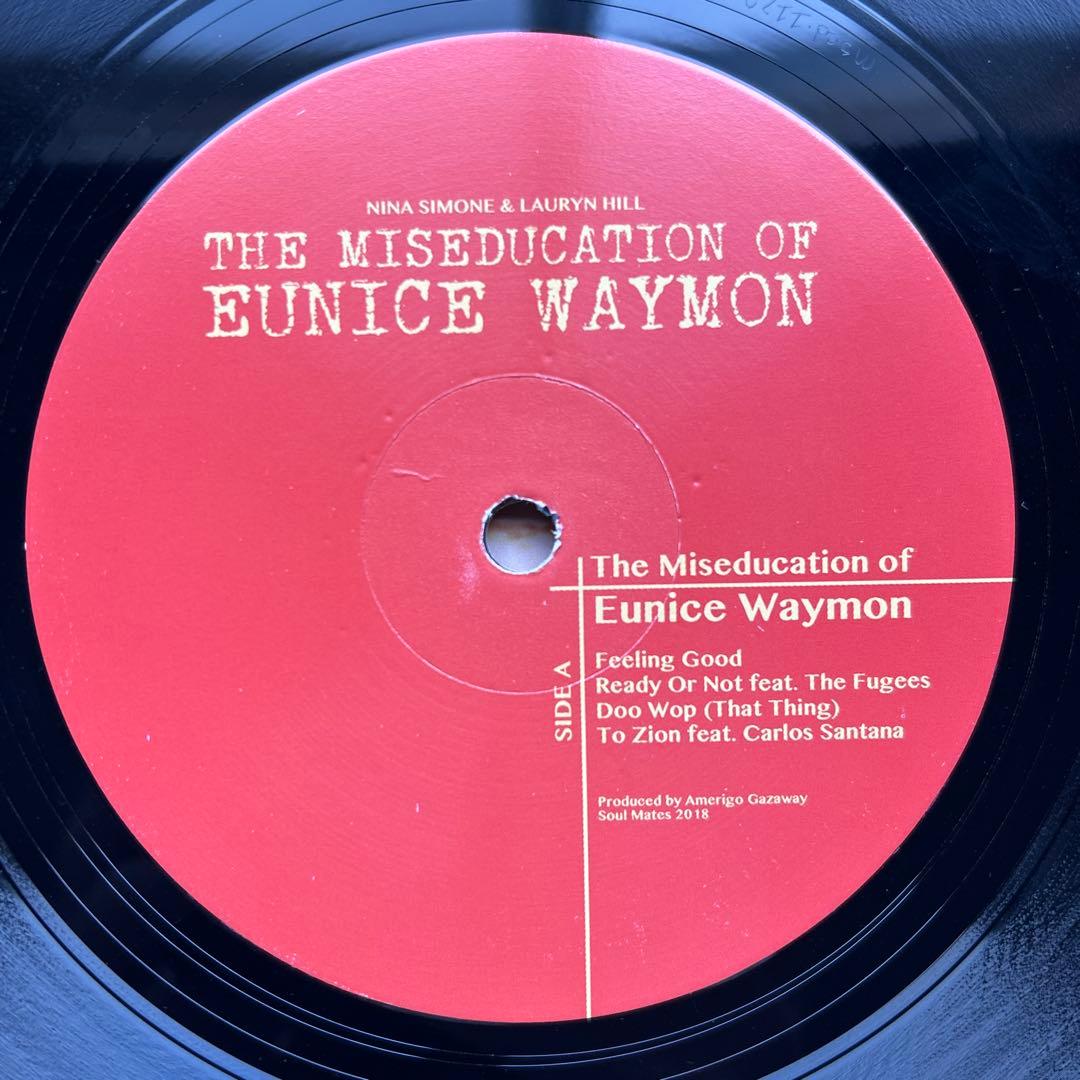 NINA SIMONE & LAURYN HILL
THE MISEDUCATION OF
EUNICE WAYMON
The Miseducation of
Eunice Waymon
SIDE A
Feeling Good
Ready Or Not feat. The Fugees
Doo Wop (That Thing)
To Zion feat. Carlos Santana
Produced by Amerigo Gazaway
Soul Mates 2018